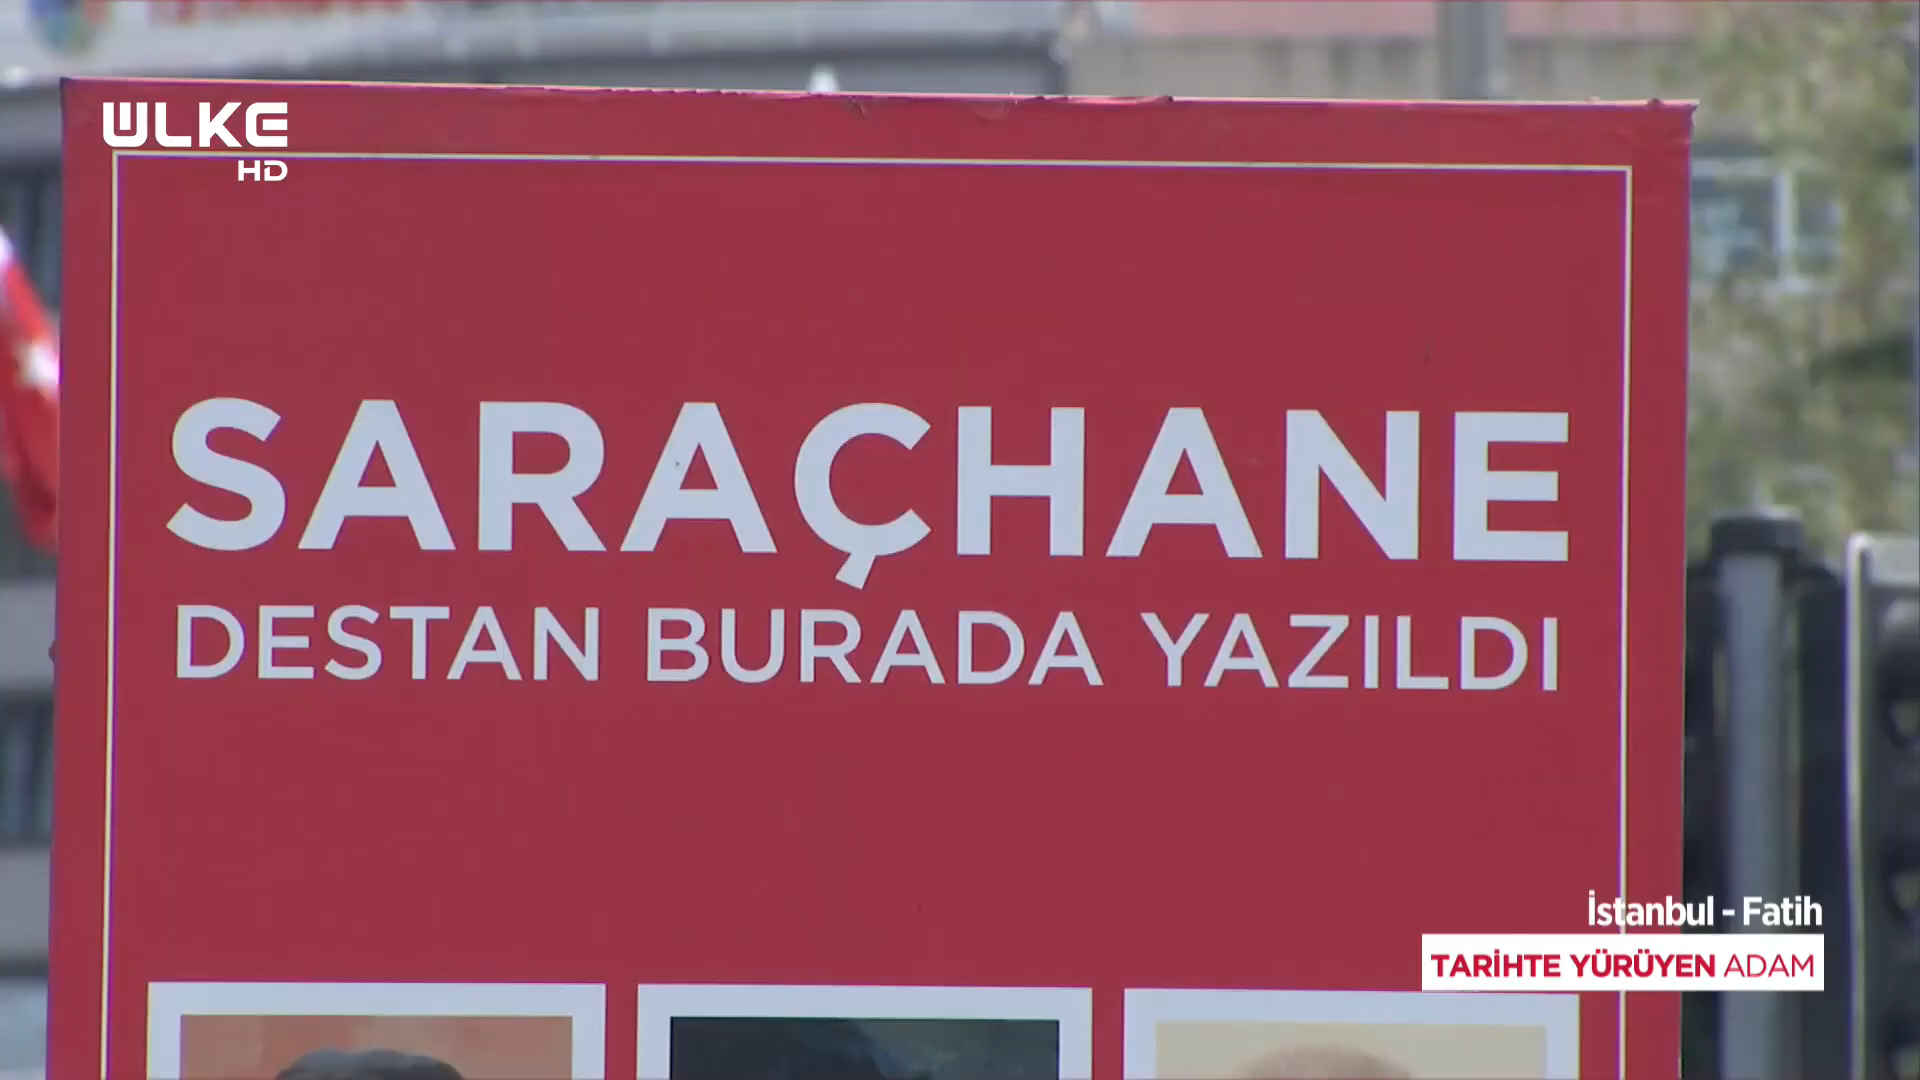 ÜLKE
HD
SARAÇHANE
DESTAN BURADA YAZILDI
İstanbul - Fatih
TARİHTE YÜRÜYEN ADAM